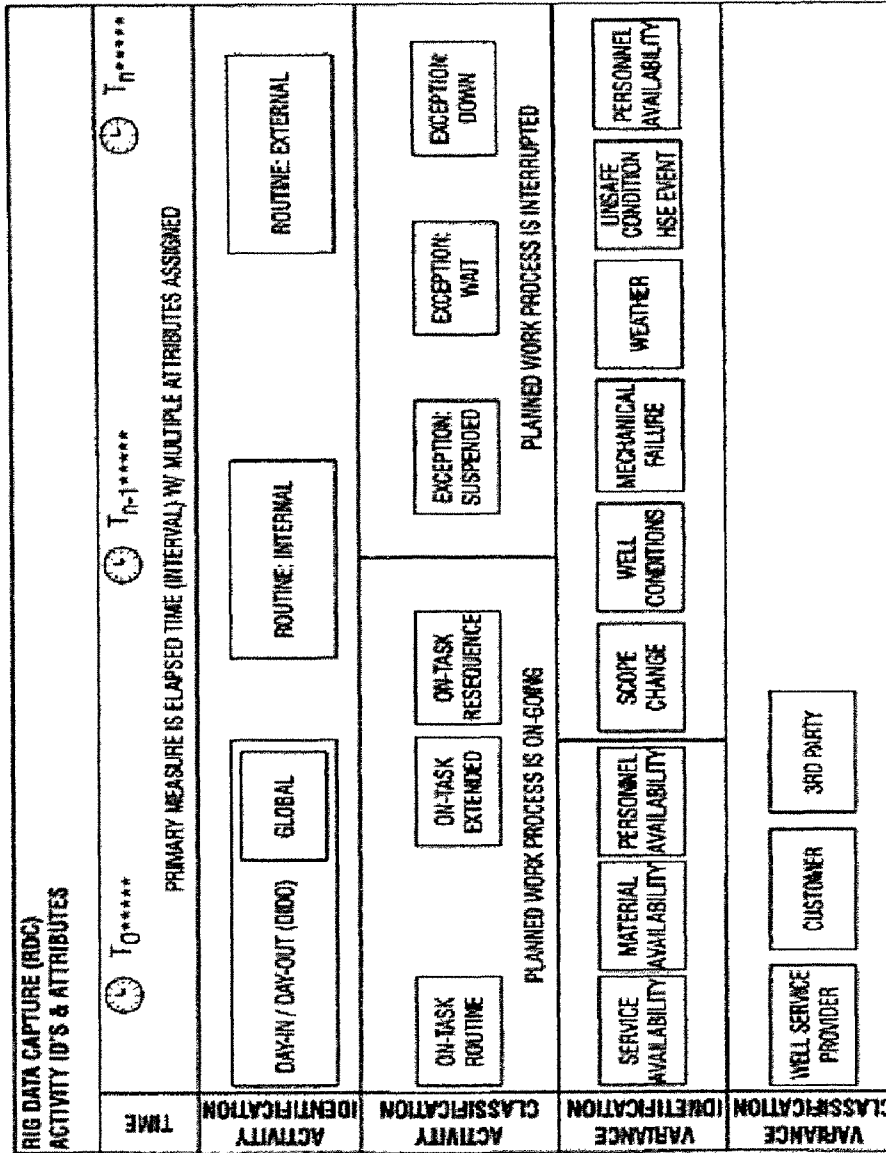 RIG DATA CAPTURE (RDC)
ACTIVITY ID'S & ATTRIBUTES
TIME
T0*****
Tn-1*****
Tn*****
PRIMARY MEASURE IS ELAPSED TIME (INTERVAL) W/ MULTIPLE ATTRIBUTES ASSIGNED
ACTIVITY
IDENTIFICATION
DAY-IN / DAY-OUT (DIDO)
GLOBAL
ROUTINE: INTERNAL
ROUTINE: EXTERNAL
ACTIVITY
CLASSIFICATION
ON-TASK
ROUTINE
ON-TASK
EXTENDED
ON-TASK
RESEQUENCE
PLANNED WORK PROCESS IS ON-GOING
EXCEPTION:
SUSPENDED
EXCEPTION:
WAIT
EXCEPTION:
DOWN
PLANNED WORK PROCESS IS INTERRUPTED
VARIANCE
IDMETIFICATION
SERVICE
AVAILABILITY
MATERIAL
AVAILABILITY
PERSONNEL
AVAILABILITY
SCOPE
CHANGE
WELL
CONDITIONS
MECHANICAL
FAILURE
WEATHER
UNSAFE
CONDITION
HSE EVENT
PERSONNEL
AVAILABILITY
VARIANCE
CLASSIFICATION
WELL SERVICE
PROVIDER
CUSTOMER
3RD PARTY